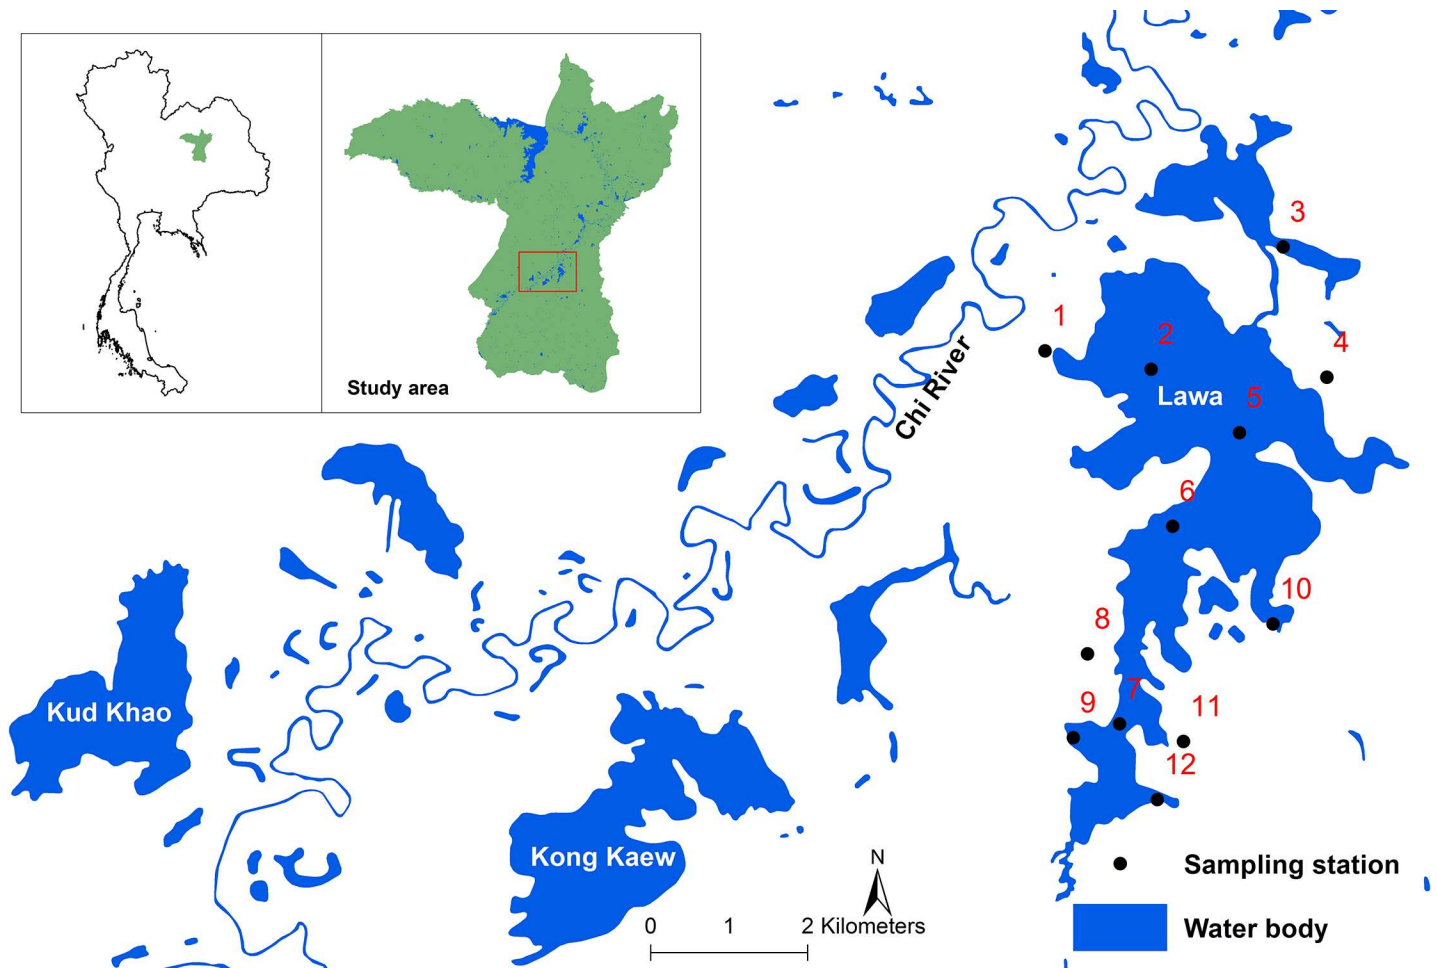 Study area
3
1
2
4
Chi River
Lawa
5
6
10
8
Kud Khao
7
9
11
12
Kong Kaew
N
0 1 2 Kilometers
Sampling station
Water body